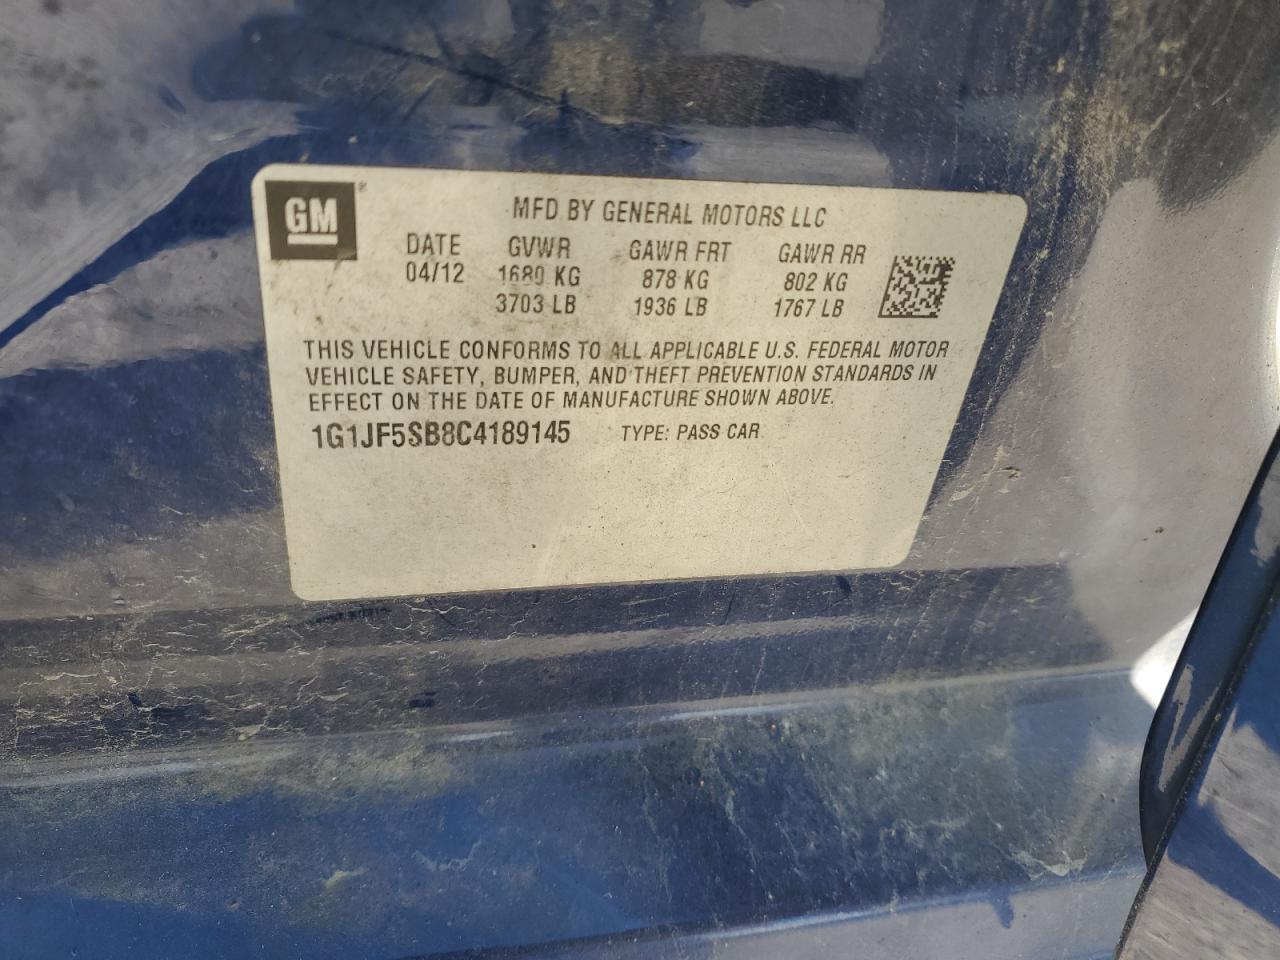 GM
MFD BY GENERAL MOTORS LLC
DATE GVWR GAWR FRT GAWR RR
04/12 1680 KG 878 KG 802 KG
3703 LB 1936 LB 1767 LB
THIS VEHICLE CONFORMS TO ALL APPLICABLE U.S. FEDERAL MOTOR
VEHICLE SAFETY, BUMPER, AND THEFT PREVENTION STANDARDS IN
EFFECT ON THE DATE OF MANUFACTURE SHOWN ABOVE.
1G1JF5SB8C4189145 TYPE: PASS CAR